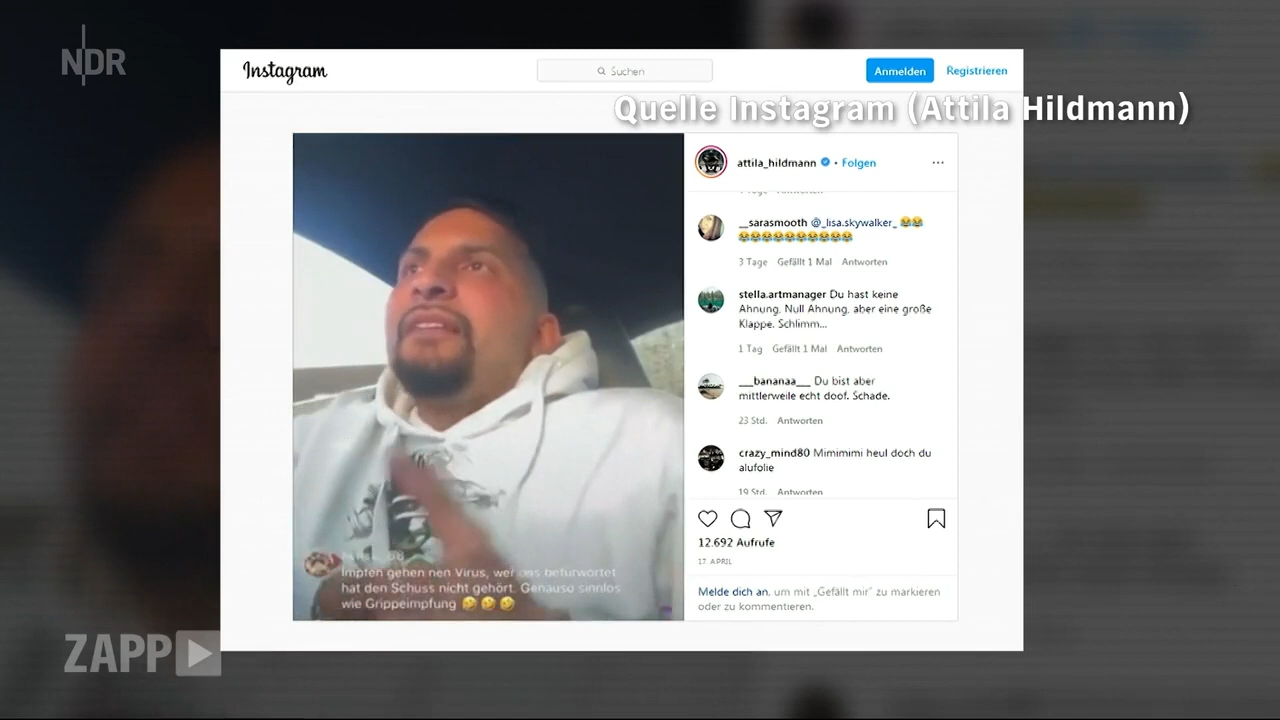 NDR
Instagram
Suchen
Anmelden
Registrieren
Quelle Instagram (Attila Hildmann)
attila_hildmann • Folgen
Antworten
__sarasmooth @_lisa.skywalker_ 😂😂
😂😂😂😂😂😂😂😂😂😂
3 Tage Gefällt 1 Mal Antworten
stella.artmanager Du hast keine
Ahnung. Null Ahnung, aber eine große
Klappe. Schlimm...
1 Tag Gefällt 1 Mal Antworten
___bananaa___ Du bist aber
mittlerweile echt doof. Schade.
23 Std. Antworten
crazy_mind80 Mimimimi heul doch du
alufolie
19 Std. Antworten
Impfen gehen nen Virus, wer das befürwortet
hat den Schuss nicht gehört. Genauso sinnlos
wie Grippeimpfung 🤣🤣🤣
12.692 Aufrufe
17. APRIL
Melde dich an, um mit „Gefällt mir" zu markieren
oder zu kommentieren.
ZAPP